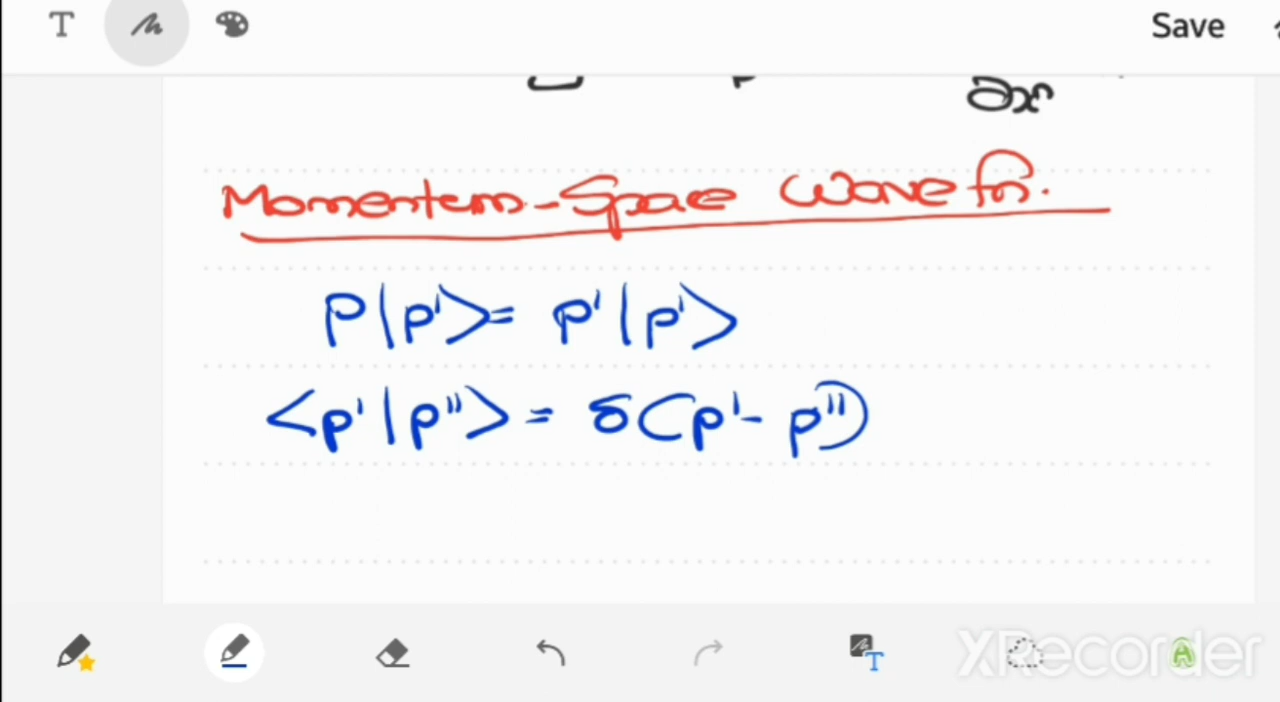 T Save
∂x'
Momentum-Space Wave fn.
P|p'> = p'|p'>
<p'|p''> = δ(p'- p'')
T XRecorder